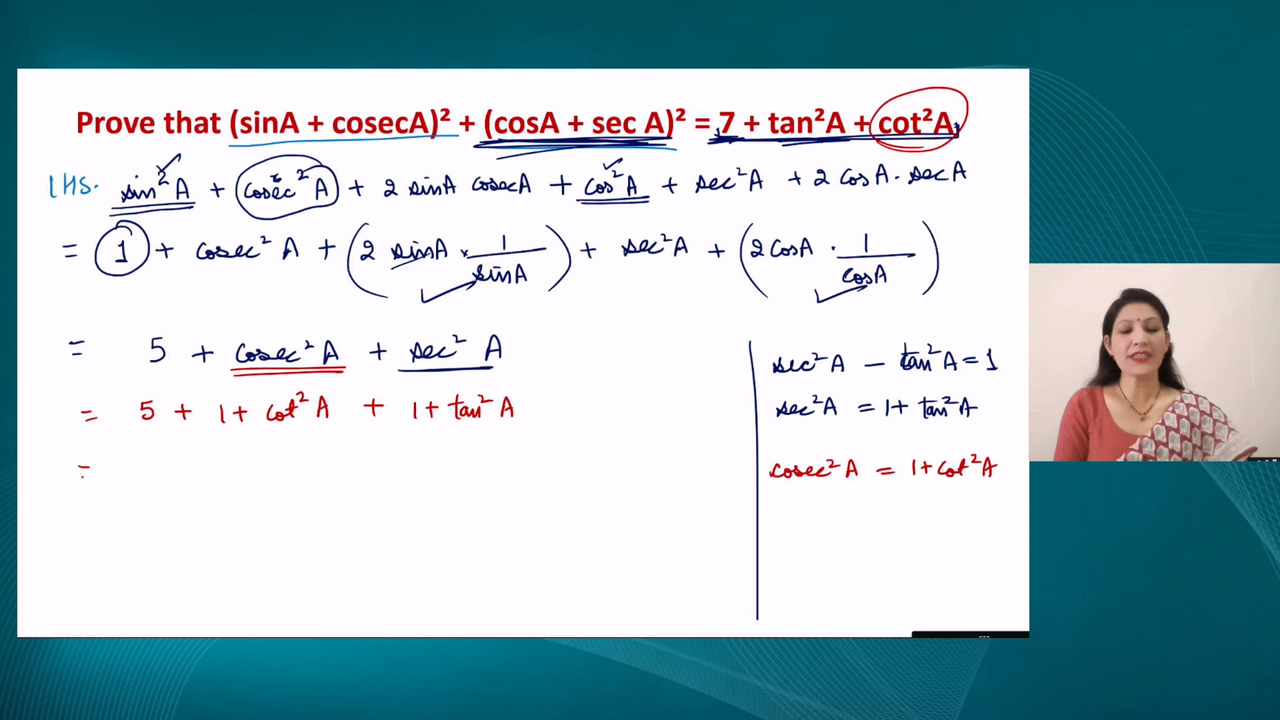 Prove that (sinA + cosecA)² + (cosA + sec A)² = 7 + tan²A + cot²A,
LHS. sin²A + cosec²A + 2 sinA cosecA + cos²A + sec²A + 2 cosA · secA
= 1 + cosec²A + (2 sinA × 1/sinA) + sec²A + (2 cosA · 1/cosA)
= 5 + cosec²A + sec²A
= 5 + 1 + cot²A + 1 + tan²A
=
sec²A – tan²A = 1
sec²A = 1 + tan²A
cosec²A = 1 + cot²A